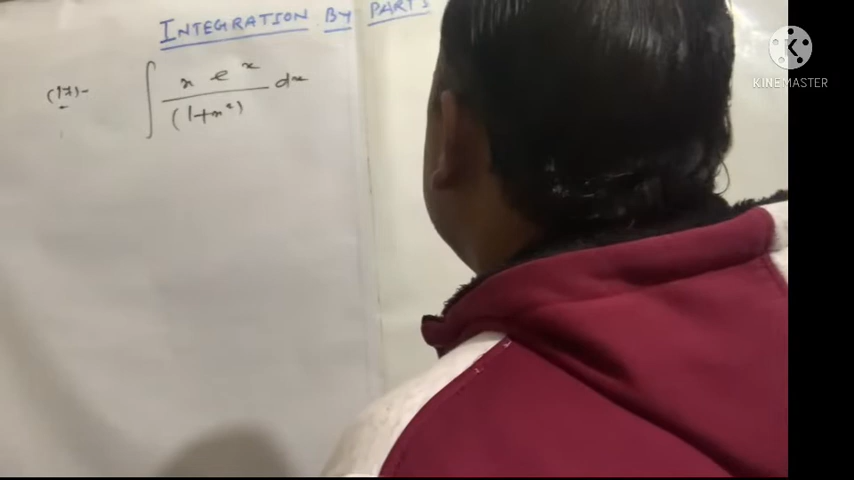 INTEGRATION BY PARTS
(17)- ∫ x e^x / (1+x²) dx
KINEMASTER